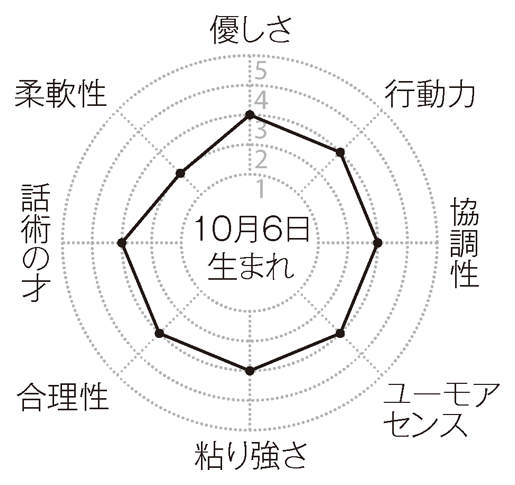 優しさ
行動力
協調性
ユーモア
センス
粘り強さ
合理性
話術の才
柔軟性
5
4
3
2
1
10月6日
生まれ